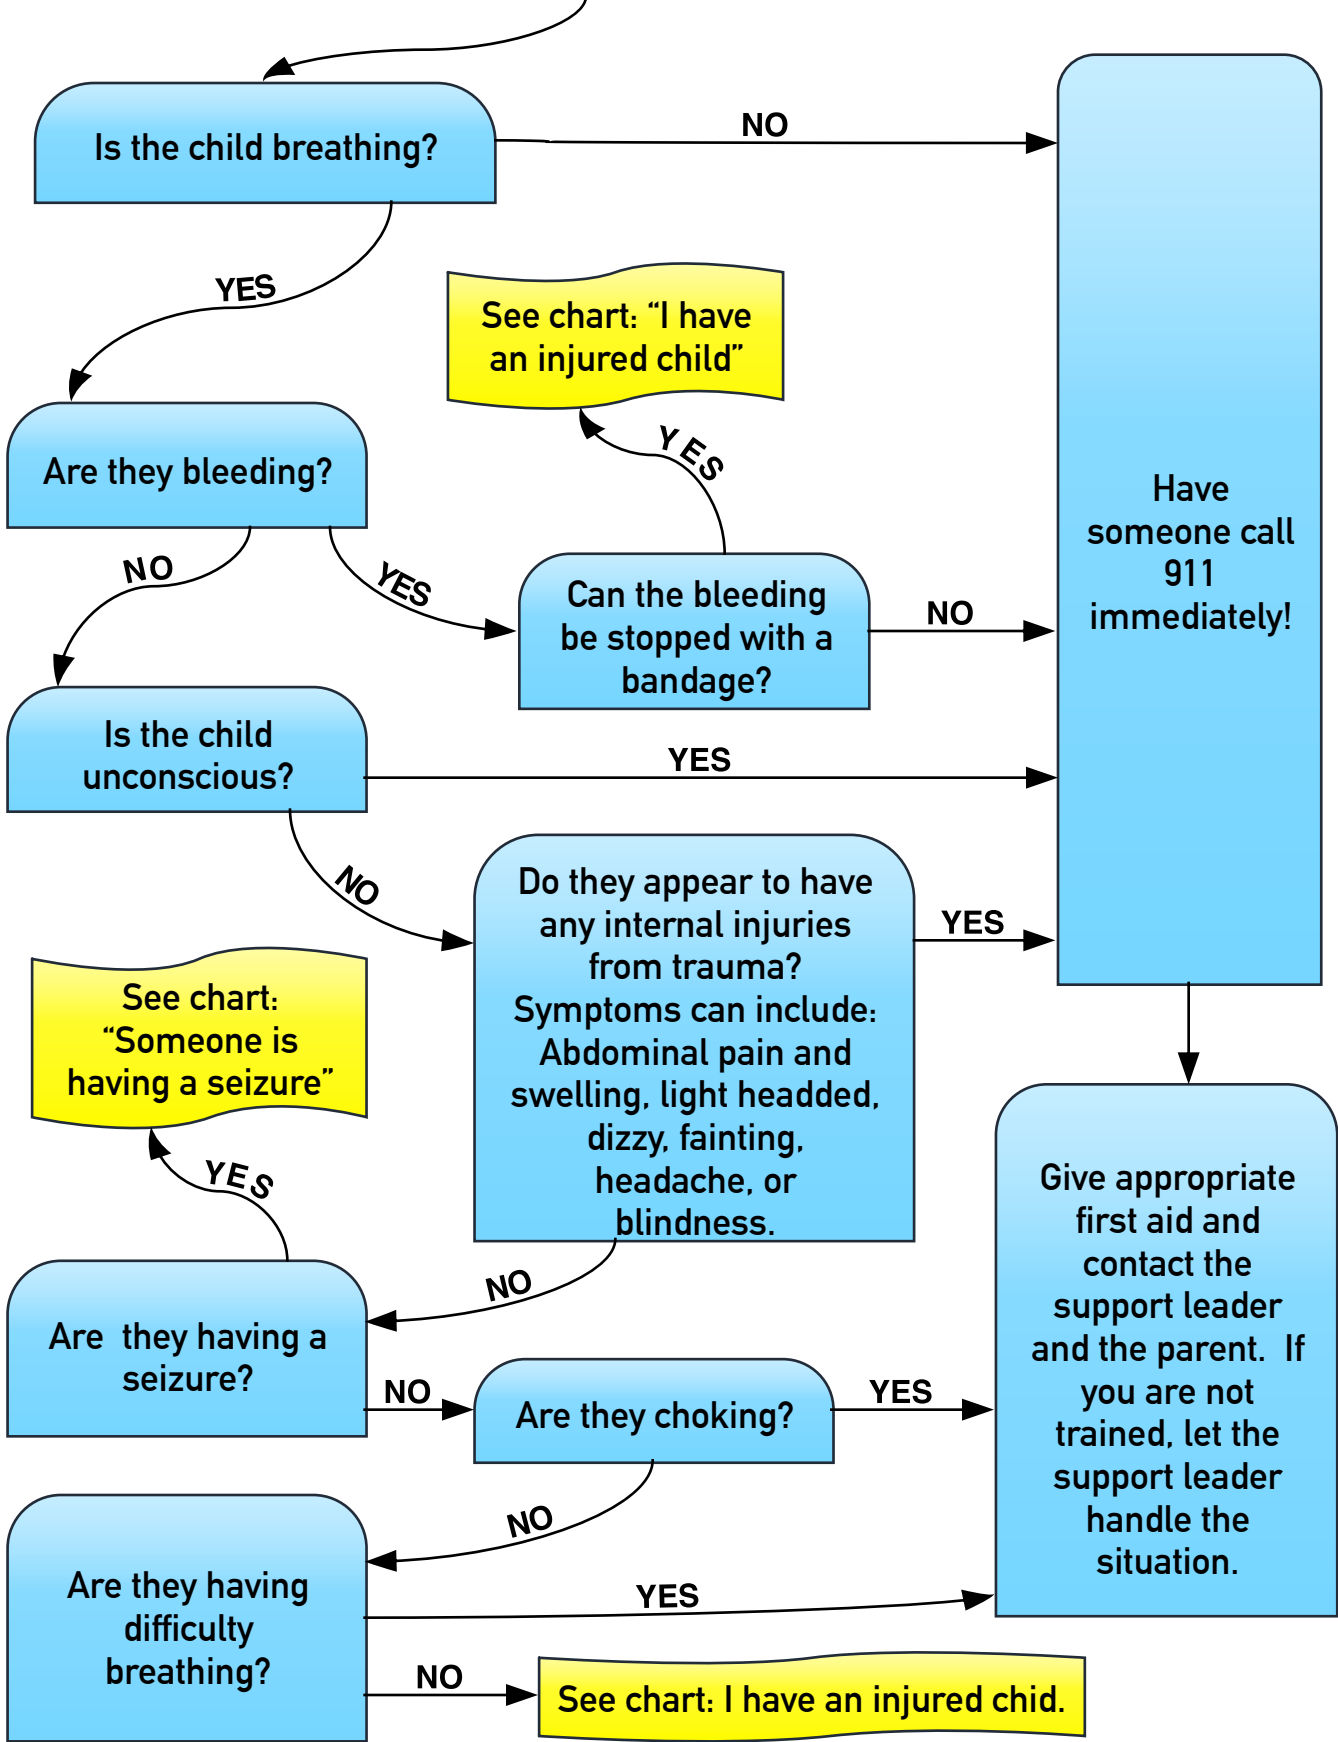 Is the child breathing?
NO
YES
See chart: “I have
an injured child”
YES
Are they bleeding?
NO
YES
Can the bleeding
be stopped with a
bandage?
NO
Have
someone call
911
immediately!
Is the child
unconscious?
YES
NO
Do they appear to have
any internal injuries
from trauma?
Symptoms can include:
Abdominal pain and
swelling, light headded,
dizzy, fainting,
headache, or
blindness.
YES
NO
See chart:
“Someone is
having a seizure”
YES
Are  they having a
seizure?
NO
Are they choking?
YES
NO
Give appropriate
first aid and
contact the
support leader
and the parent.  If
you are not
trained, let the
support leader
handle the
situation.
Are they having
difficulty
breathing?
YES
NO
See chart: I have an injured chid.